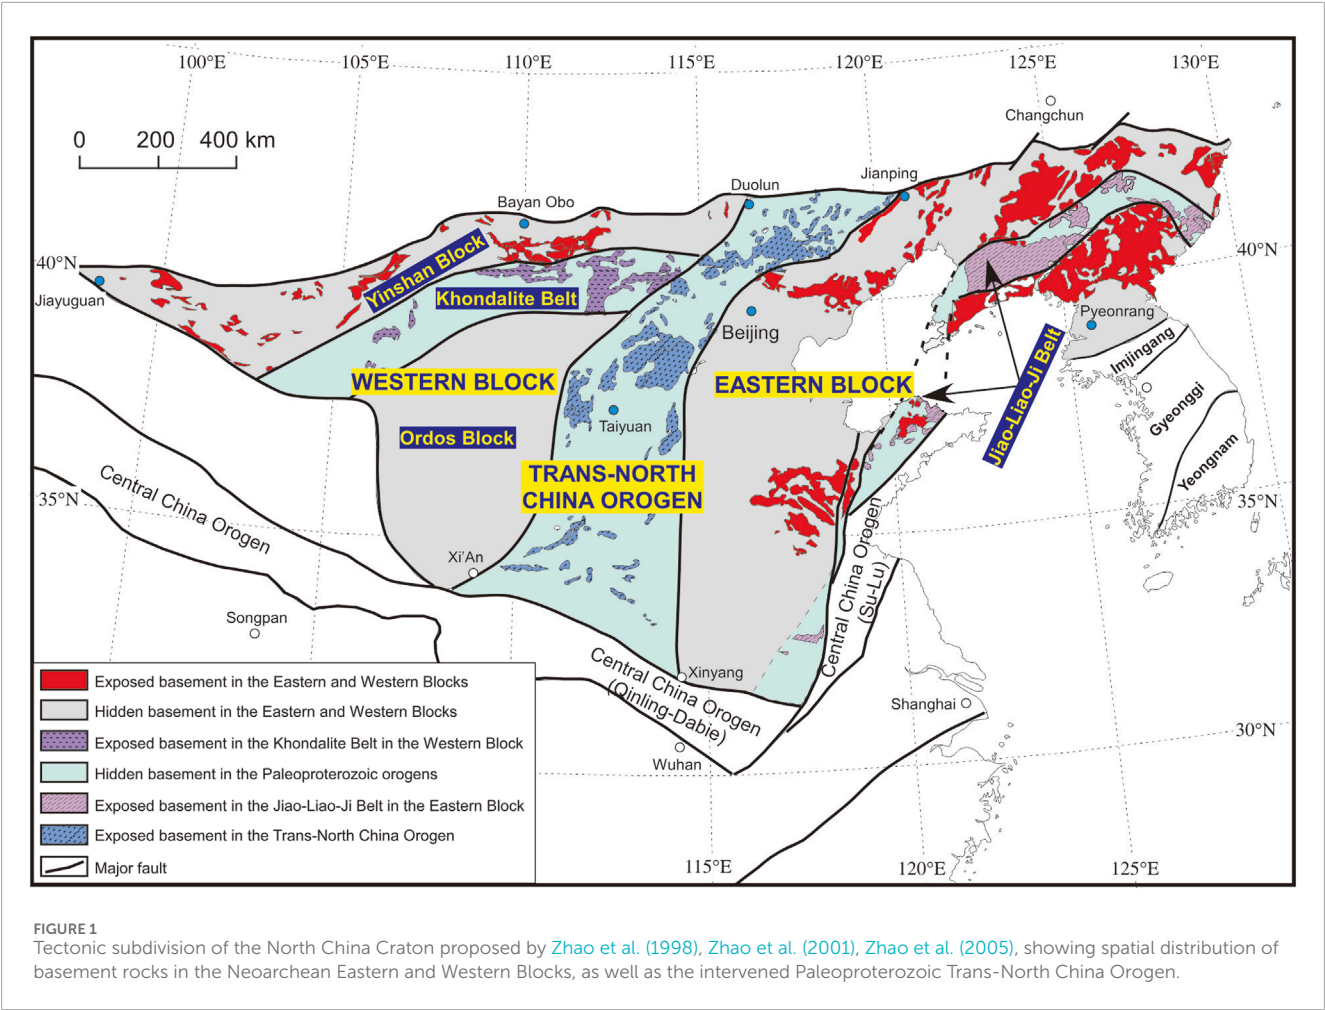 100°E
105°E
110°E
115°E
120°E
125°E
130°E
0 200 400 km
Changchun
Jianping
Duolun
Bayan Obo
40°N
40°N
Jiayuguan
Yinshan Block
Khondalite Belt
Beijing
Pyeonrang
Imjingang
Gyeonggi
Yeongnam
WESTERN BLOCK
EASTERN BLOCK
Jiao-Liao-Ji Belt
Taiyuan
Ordos Block
TRANS-NORTH
CHINA OROGEN
35°N
35°N
Central China Orogen
Xi'An
Central China Orogen
(Su-Lu)
Songpan
Central China Orogen
(Qinling-Dabie)
Xinyang
Shanghai
30°N
Wuhan
115°E
120°E
125°E
Exposed basement in the Eastern and Western Blocks
Hidden basement in the Eastern and Western Blocks
Exposed basement in the Khondalite Belt in the Western Block
Hidden basement in the Paleoproterozoic orogens
Exposed basement in the Jiao-Liao-Ji Belt in the Eastern Block
Exposed basement in the Trans-North China Orogen
Major fault
FIGURE 1
Tectonic subdivision of the North China Craton proposed by Zhao et al. (1998), Zhao et al. (2001), Zhao et al. (2005), showing spatial distribution of
basement rocks in the Neoarchean Eastern and Western Blocks, as well as the intervened Paleoproterozoic Trans-North China Orogen.